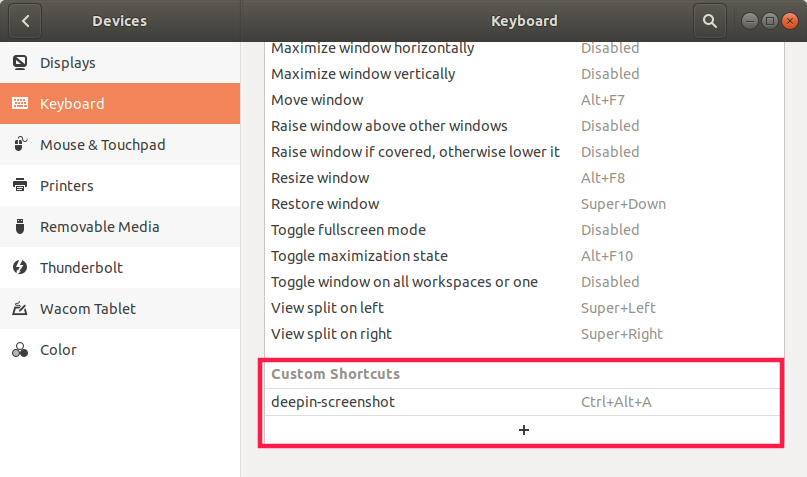 Devices
Keyboard
Displays
Keyboard
Mouse & Touchpad
Printers
Removable Media
Thunderbolt
Wacom Tablet
Color
Maximize window horizontally Disabled
Maximize window vertically Disabled
Move window Alt+F7
Raise window above other windows Disabled
Raise window if covered, otherwise lower it Disabled
Resize window Alt+F8
Restore window Super+Down
Toggle fullscreen mode Disabled
Toggle maximization state Alt+F10
Toggle window on all workspaces or one Disabled
View split on left Super+Left
View split on right Super+Right
Custom Shortcuts
deepin-screenshot Ctrl+Alt+A
+